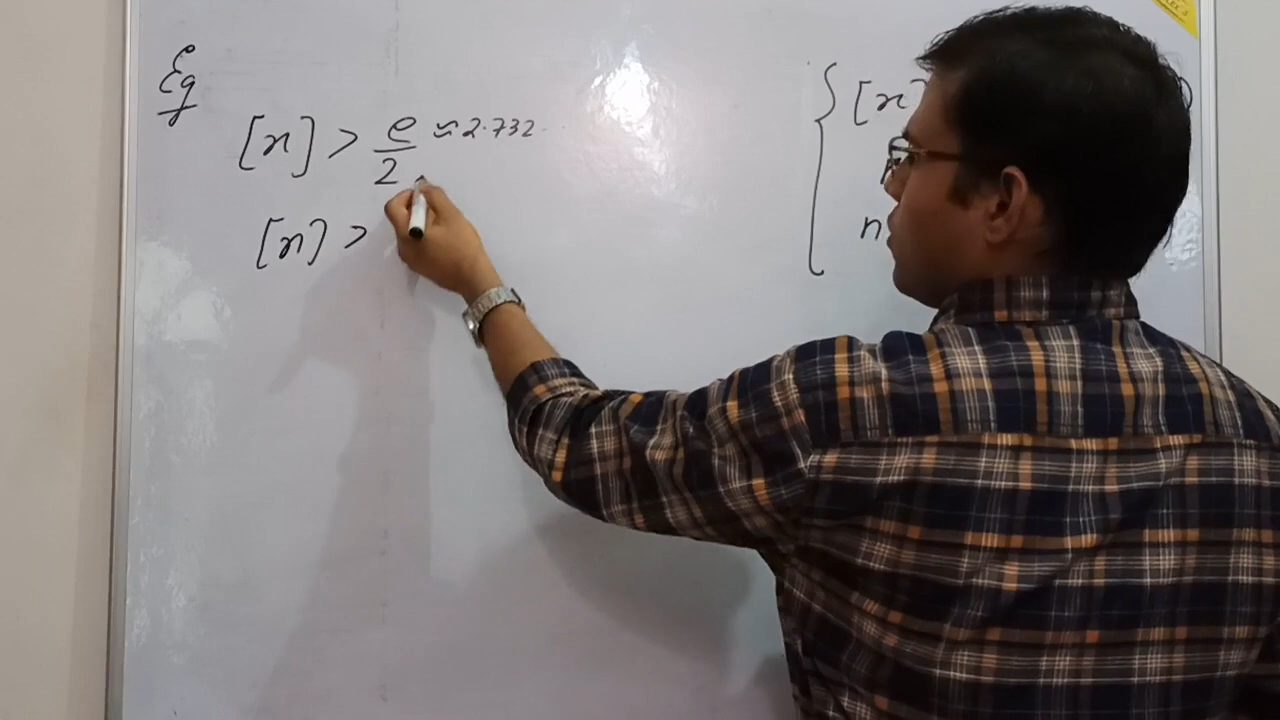 Eg
[x] > e/2 ≈ 2.732
[x] >
{ [x]
n